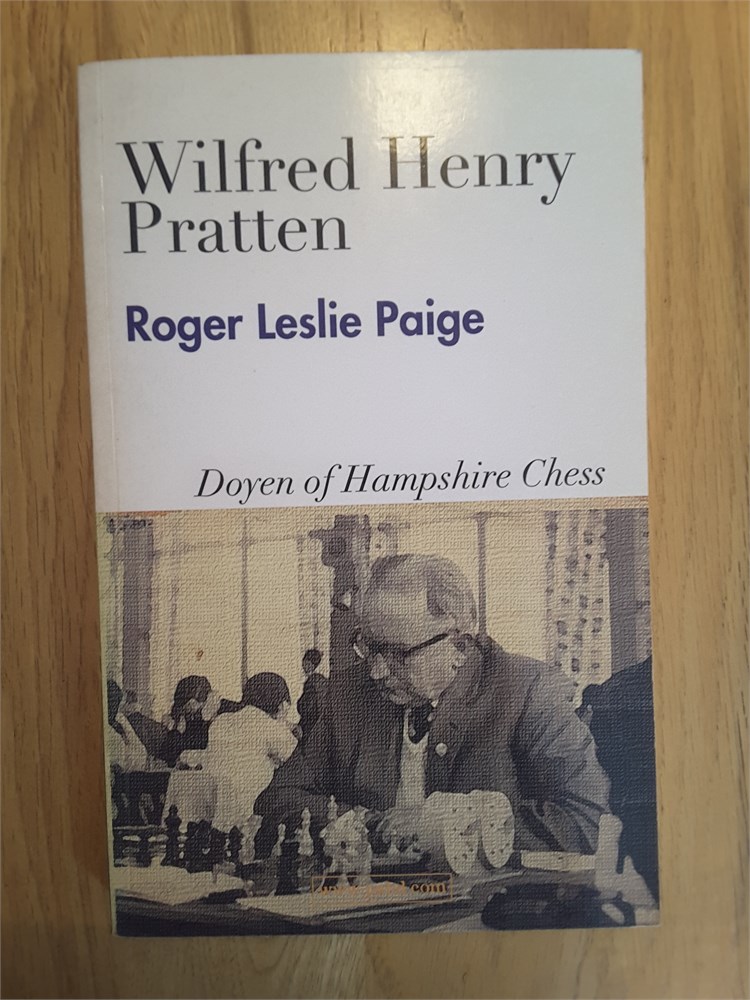 Wilfred Henry
Pratten
Roger Leslie Paige
Doyen of Hampshire Chess